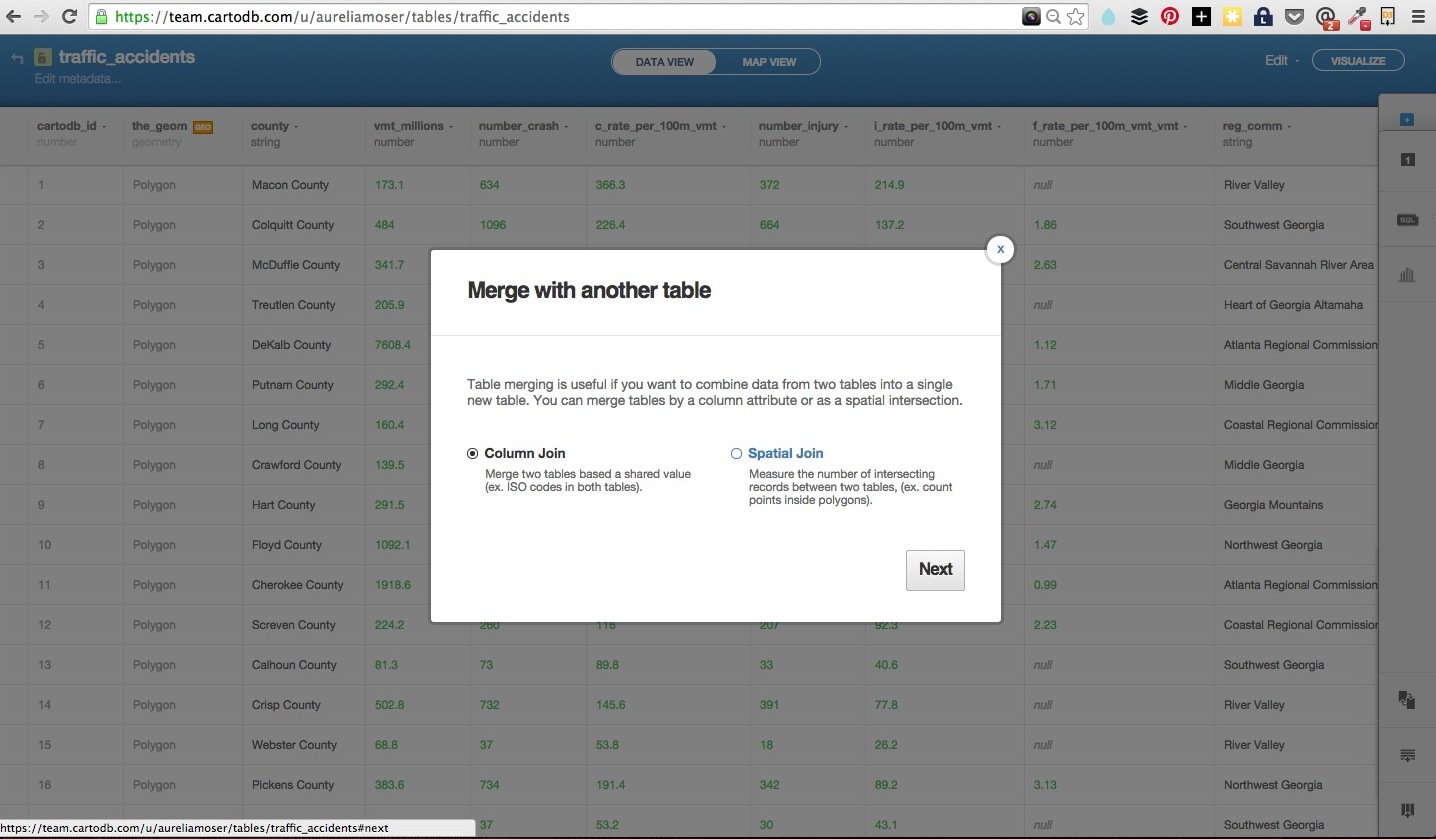 https://team.cartodb.com/u/aureliamoser/tables/traffic_accidents
2
traffic_accidents
Edit metadata...
DATA VIEW MAP VIEW
Edit VISUALIZE
cartodb_id the_geom GEO county vmt_millions number_crash c_rate_per_100m_vmt number_injury i_rate_per_100m_vmt f_rate_per_100m_vmt_vmt reg_comm
number geometry string number number number number number number string
1 Polygon Macon County 173.1 634 366.3 372 214.9 null River Valley
2 Polygon Colquitt County 484 1096 226.4 664 137.2 1.86 Southwest Georgia
3 Polygon McDuffie County 341.7 2.63 Central Savannah River Area
4 Polygon Treutlen County 205.9 null Heart of Georgia Altamaha
5 Polygon DeKalb County 7608.4 1.12 Atlanta Regional Commission
6 Polygon Putnam County 292.4 1.71 Middle Georgia
7 Polygon Long County 160.4 3.12 Coastal Regional Commission
8 Polygon Crawford County 139.5 null Middle Georgia
9 Polygon Hart County 291.5 2.74 Georgia Mountains
10 Polygon Floyd County 1092.1 1.47 Northwest Georgia
11 Polygon Cherokee County 1918.6 0.99 Atlanta Regional Commission
12 Polygon Screven County 224.2 260 116 207 92.3 2.23 Coastal Regional Commission
13 Polygon Calhoun County 81.3 73 89.8 33 40.6 null Southwest Georgia
14 Polygon Crisp County 502.8 732 145.6 391 77.8 null River Valley
15 Polygon Webster County 68.8 37 53.8 18 26.2 null River Valley
16 Polygon Pickens County 383.6 734 191.4 342 89.2 3.13 Northwest Georgia
37 53.2 30 43.1 null Southwest Georgia
x
Merge with another table
Table merging is useful if you want to combine data from two tables into a single
new table. You can merge tables by a column attribute or as a spatial intersection.
Column Join
Merge two tables based a shared value
(ex. ISO codes in both tables).
Spatial Join
Measure the number of intersecting
records between two tables, (ex. count
points inside polygons).
Next
1
SQL
https://team.cartodb.com/u/aureliamoser/tables/traffic_accidents#next